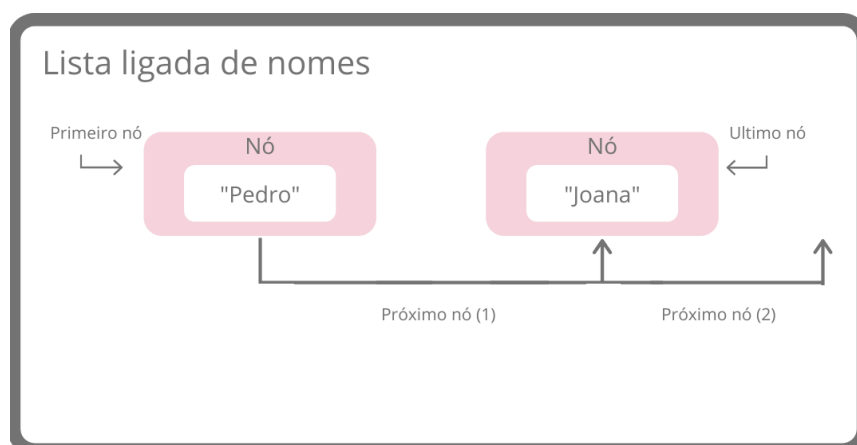 Lista ligada de nomes
Primeiro nó
Nó
"Pedro"
Nó
"Joana"
Ultimo nó
Próximo nó (1)
Próximo nó (2)